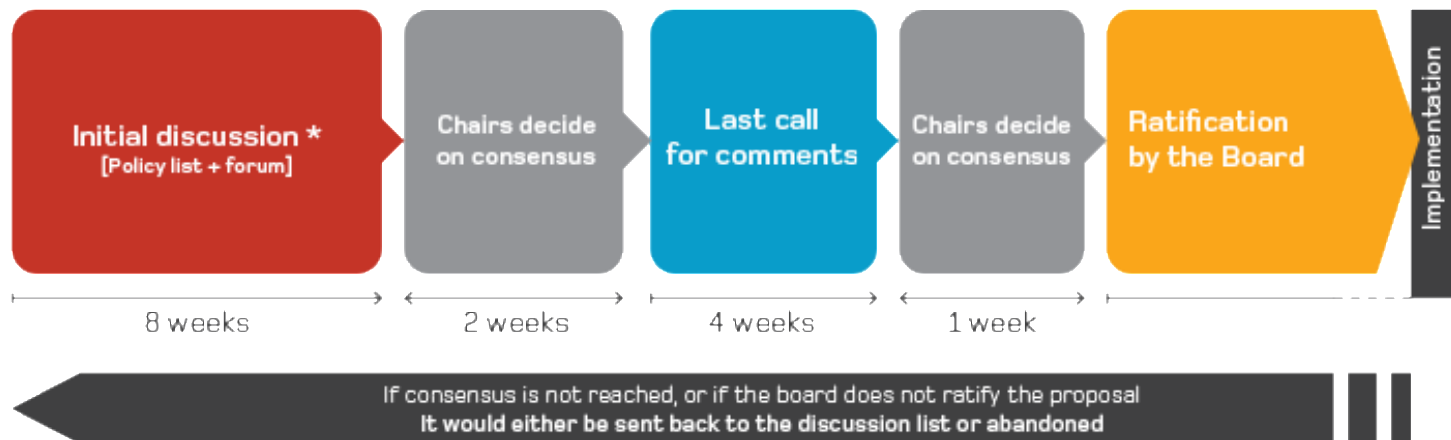 Initial discussion *
[Policy list + forum]
Chairs decide
on consensus
Last call
for comments
Chairs decide
on consensus
Ratification
by the Board
Implementation
8 weeks
2 weeks
4 weeks
1 week
If consensus is not reached, or if the board does not ratify the proposal
It would either be sent back to the discussion list or abandoned